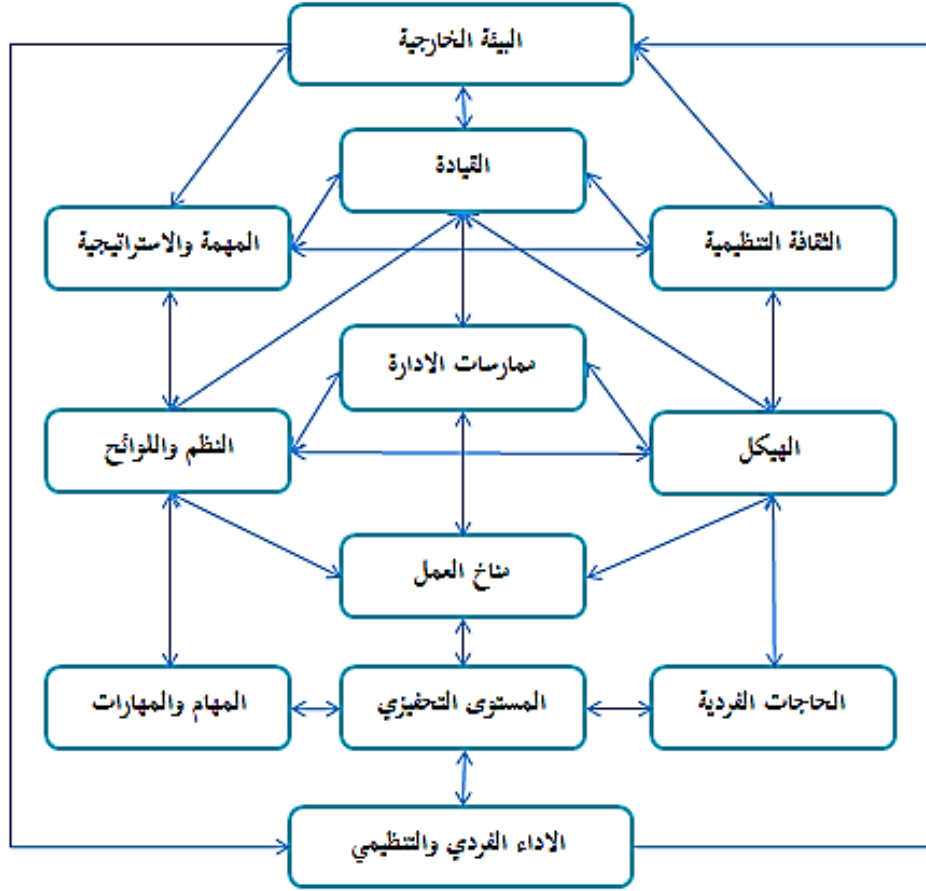 البيئة الخارجية
القيادة
الثقافة التنظيمية
المهمة والاستراتيجية
ممارسات الادارة
الهيكل
النظم واللوائح
مناخ العمل
الحاجات الفردية
المستوى التحفيزي
المهام والمهارات
الاداء الفردي والتنظيمي